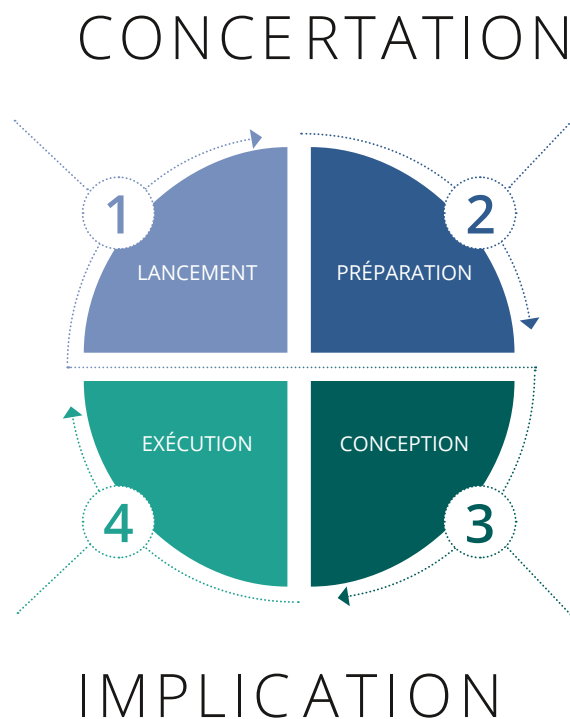 CONCERTATION
1
2
LANCEMENT
PRÉPARATION
EXÉCUTION
CONCEPTION
4
3
IMPLICATION